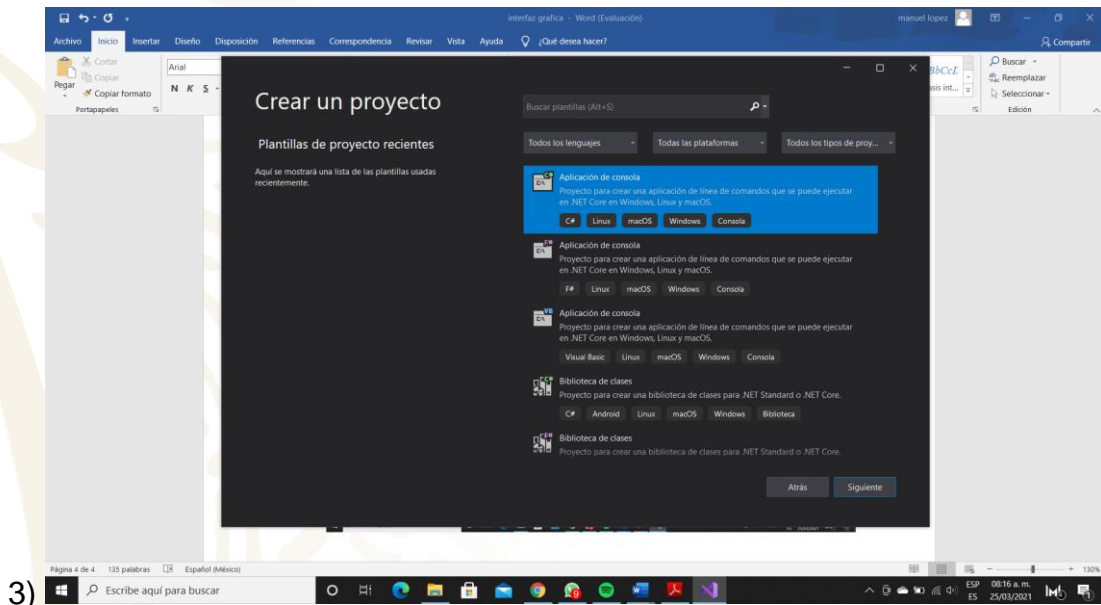 interfaz grafica - Word (Evaluación)
manuel lopez
Archivo Inicio Insertar Diseño Disposición Referencias Correspondencia Revisar Vista Ayuda ¿Qué desea hacer? Compartir
Pegar
Cortar
Copiar
Copiar formato
Portapapeles
Arial
N K S
Buscar
Reemplazar
Seleccionar
Edición
Crear un proyecto
Buscar plantillas (Alt+S)
Plantillas de proyecto recientes
Todos los lenguajes Todas las plataformas Todos los tipos de proy...
Aquí se mostrará una lista de las plantillas usadas
recientemente.
Aplicación de consola
Proyecto para crear una aplicación de línea de comandos que se puede ejecutar
en .NET Core en Windows, Linux y macOS.
C# Linux macOS Windows Consola
Aplicación de consola
Proyecto para crear una aplicación de línea de comandos que se puede ejecutar
en .NET Core en Windows, Linux y macOS.
F# Linux macOS Windows Consola
Aplicación de consola
Proyecto para crear una aplicación de línea de comandos que se puede ejecutar
en .NET Core en Windows, Linux y macOS.
Visual Basic Linux macOS Windows Consola
Biblioteca de clases
Proyecto para crear una biblioteca de clases para .NET Standard o .NET Core.
C# Android Linux macOS Windows Biblioteca
Biblioteca de clases
Proyecto para crear una biblioteca de clases para .NET Standard o .NET Core.
Atrás Siguiente
Página 4 de 4 135 palabras Español (México) 130%
3)
Escribe aquí para buscar
ESP
ES
08:16 a. m.
25/03/2021